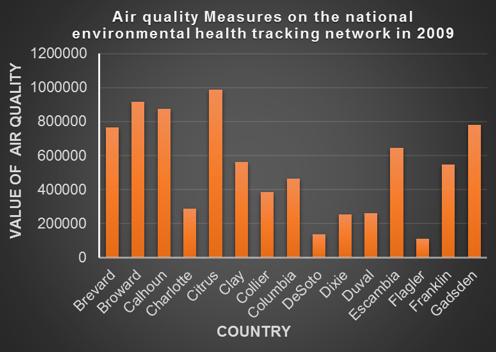 Air quality Measures on the national
environmental health tracking network in 2009
VALUE OF AIR QUALITY
1200000
1000000
800000
600000
400000
200000
0
Brevard
Broward
Calhoun
Charlotte
Citrus
Clay
Collier
Columbia
DeSoto
Dixie
Duval
Escambia
Flagler
Franklin
Gadsden
COUNTRY